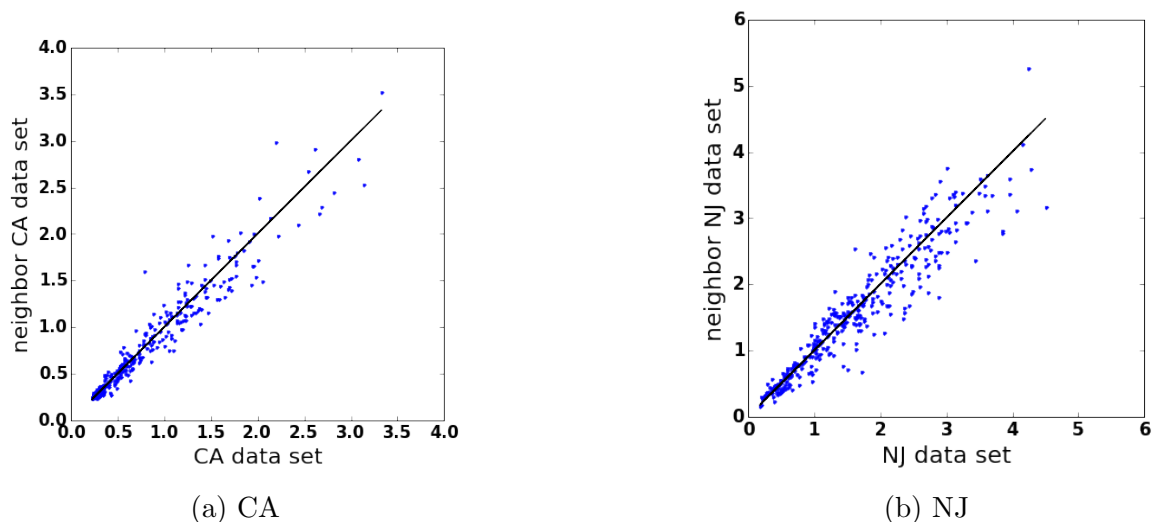 4.0
3.5
3.0
2.5
2.0
1.5
1.0
0.5
0.0
neighbor CA data set
0.0 0.5 1.0 1.5 2.0 2.5 3.0 3.5 4.0
CA data set
(a) CA
6
5
4
3
2
1
0
neighbor NJ data set
0 1 2 3 4 5 6
NJ data set
(b) NJ